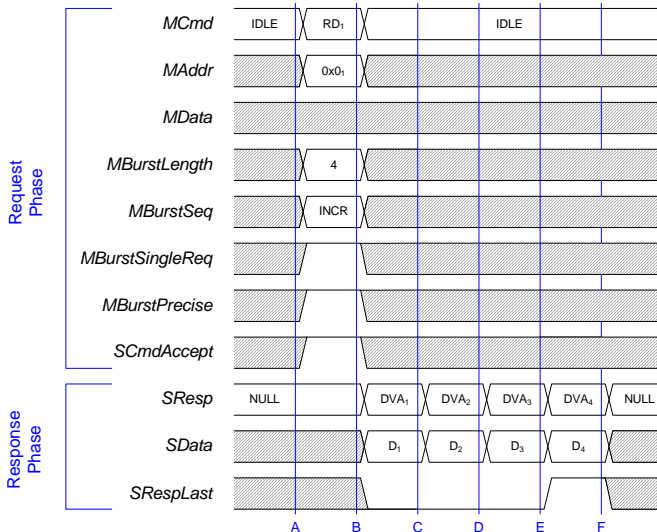 MCmd IDLE RD1 IDLE
MAddr 0x01
MData
MBurstLength 4
MBurstSeq INCR
MBurstSingleReq
MBurstPrecise
SCmdAccept
Request
Phase
SResp NULL DVA1 DVA2 DVA3 DVA4 NULL
SData D1 D2 D3 D4
SRespLast
Response
Phase
A B C D E F